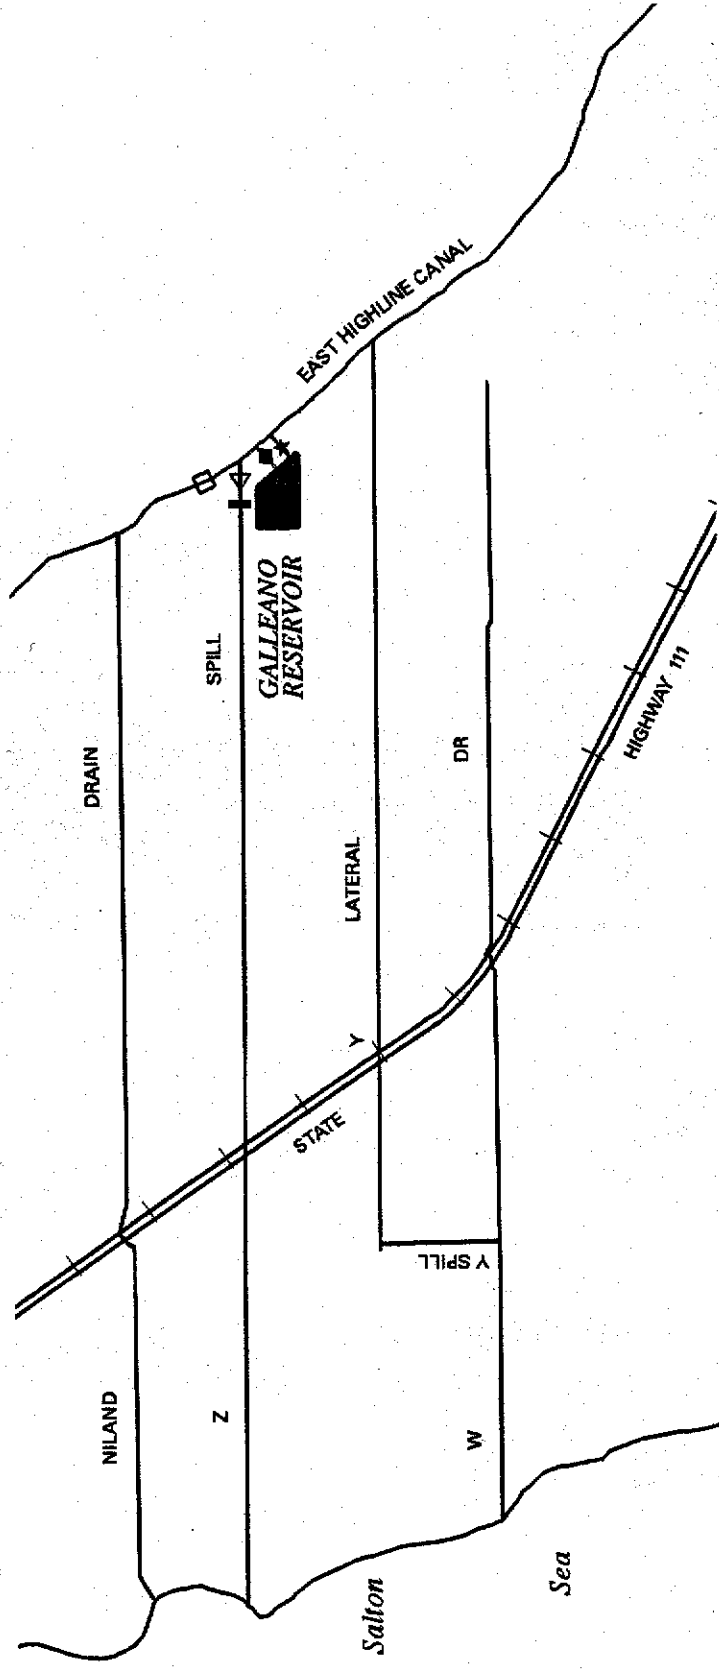 NILAND DRAIN
Z SPILL
GALLEANO
RESERVOIR
EAST HIGHLINE CANAL
Y LATERAL
STATE HIGHWAY 111
Y SPILL
W DR
Salton Sea